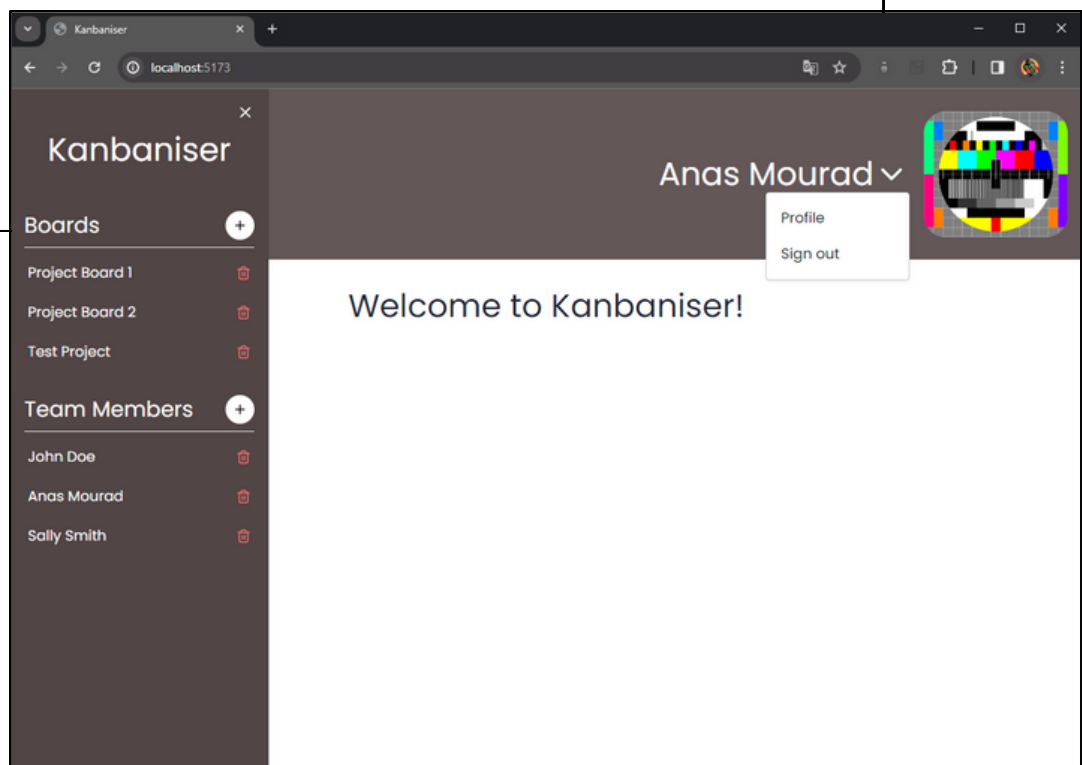 Kanbaniser
localhost:5173
Kanbaniser
Boards
Project Board 1
Project Board 2
Test Project
Team Members
John Doe
Anas Mourad
Sally Smith
Anas Mourad
Profile
Sign out
Welcome to Kanbaniser!